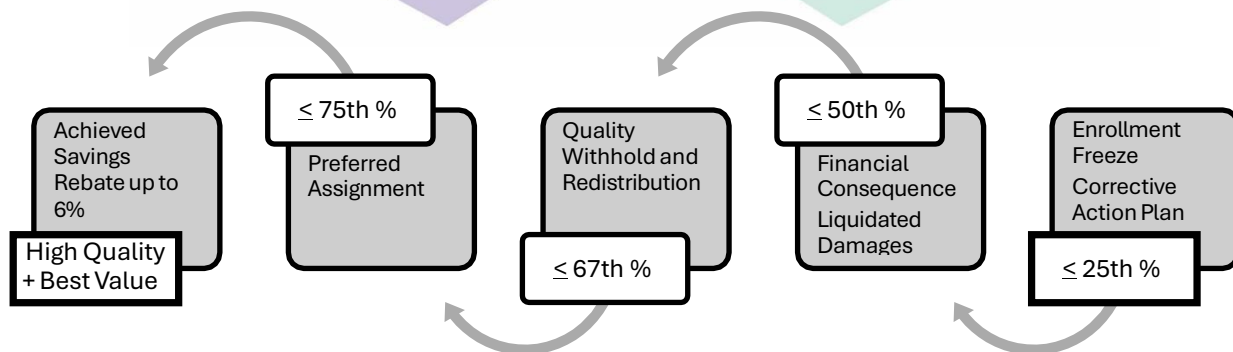 Achieved
Savings
Rebate up to
6%
High Quality
+ Best Value
≤ 75th %
Preferred
Assignment
Quality
Withhold and
Redistribution
≤ 67th %
≤ 50th %
Financial
Consequence
Liquidated
Damages
Enrollment
Freeze
Corrective
Action Plan
≤ 25th %